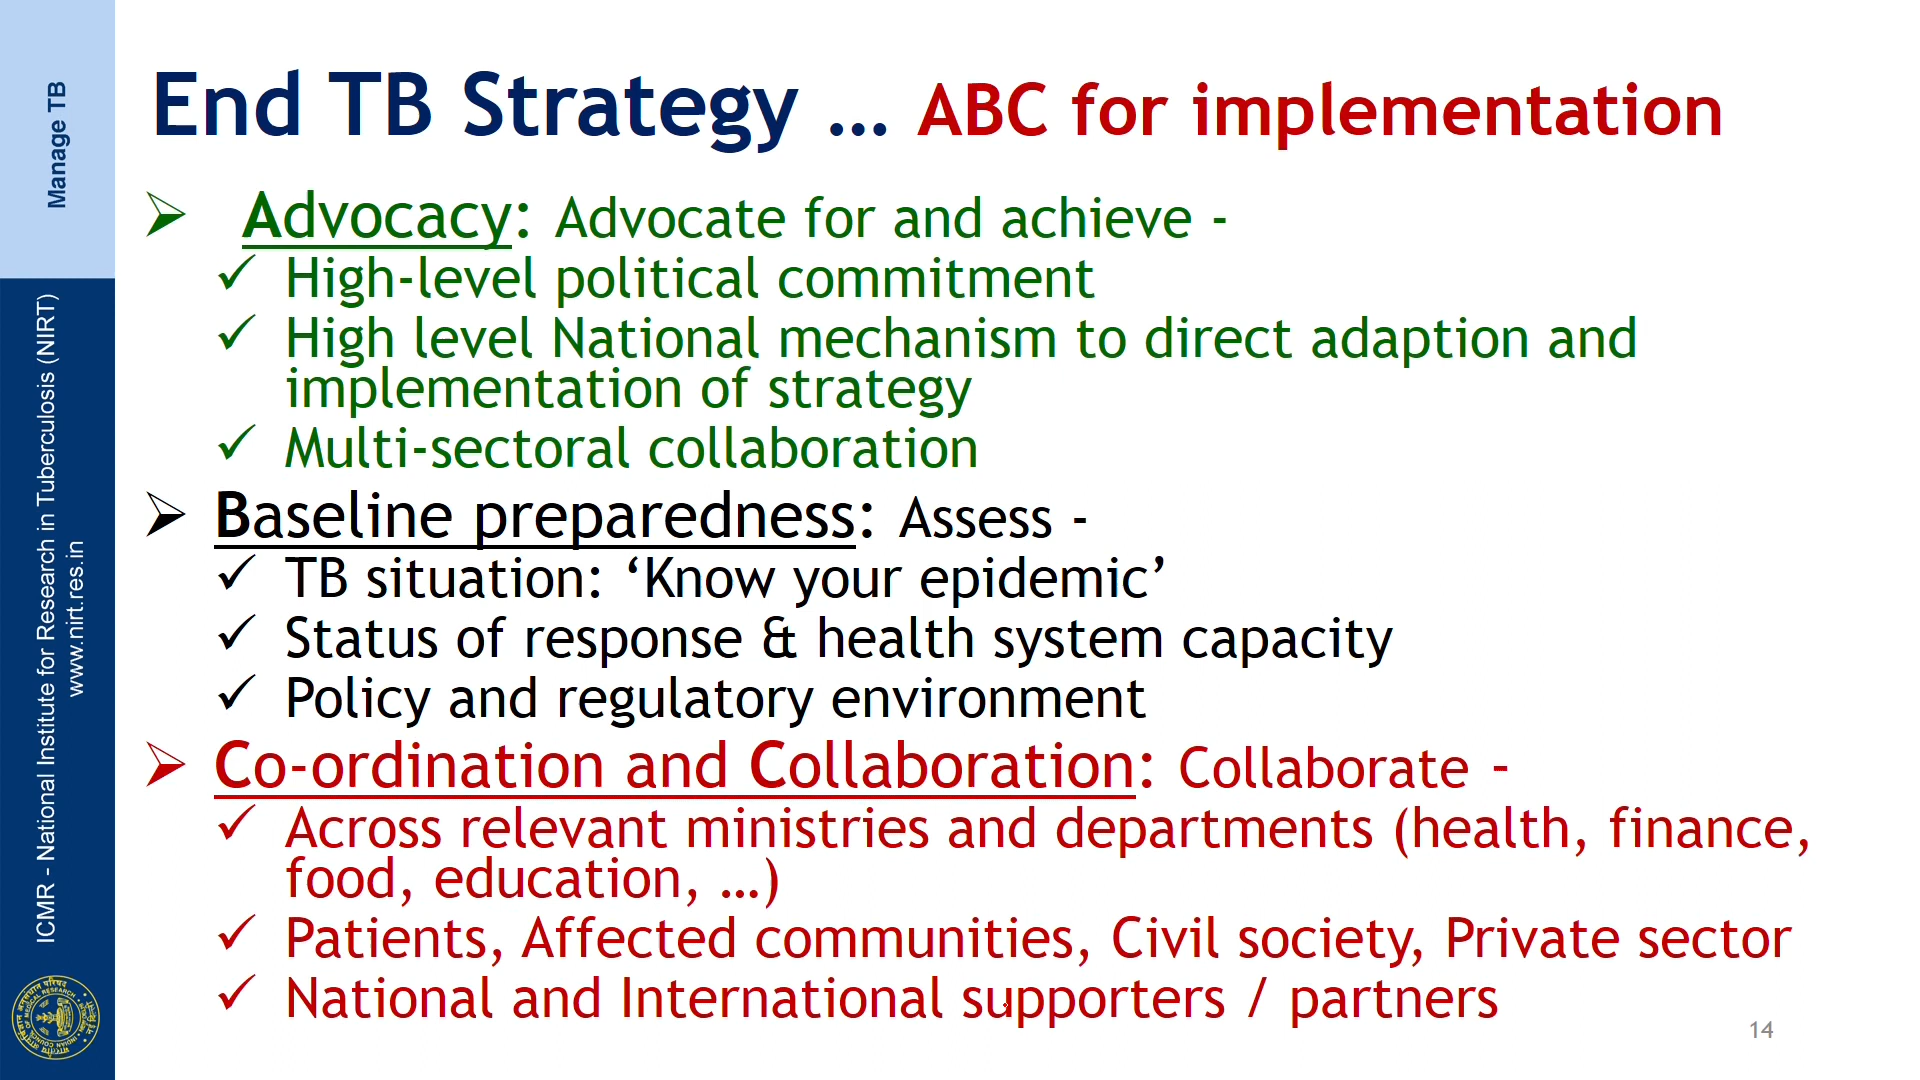 Manage TB
ICMR - National Institute for Research in Tuberculosis (NIRT)
www.nirt.res.in
End TB Strategy ... ABC for implementation
Advocacy: Advocate for and achieve -
High-level political commitment
High level National mechanism to direct adaption and
implementation of strategy
Multi-sectoral collaboration
Baseline preparedness: Assess -
TB situation: ‘Know your epidemic’
Status of response & health system capacity
Policy and regulatory environment
Co-ordination and Collaboration: Collaborate -
Across relevant ministries and departments (health, finance,
food, education, ...)
Patients, Affected communities, Civil society, Private sector
National and International supporters / partners
14